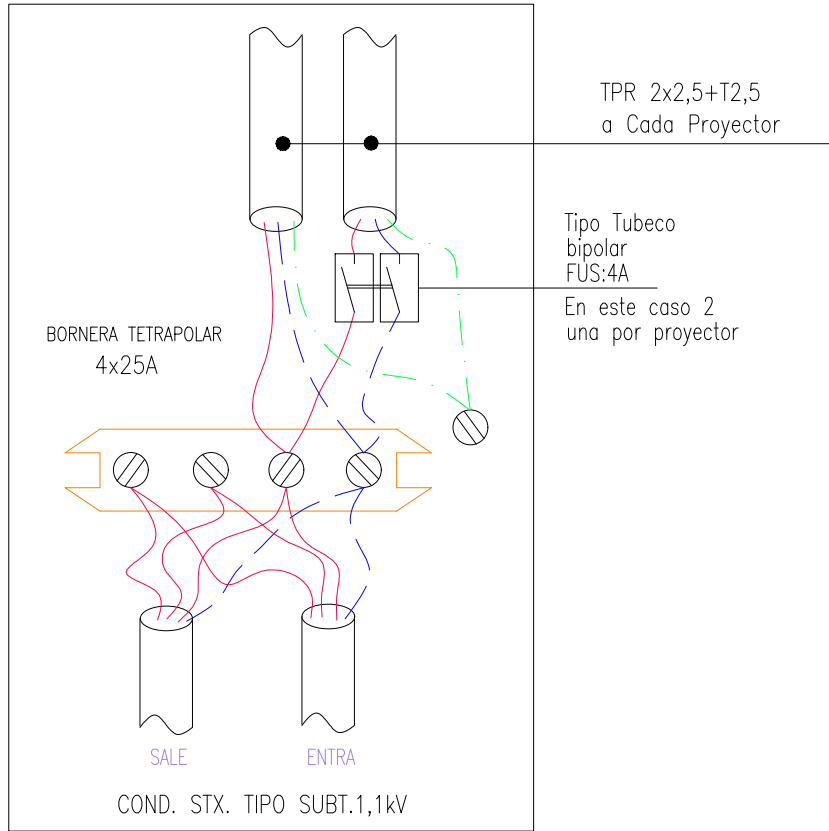 TPR 2x2,5+T2,5
a Cada Proyector
Tipo Tubeco
bipolar
FUS:4A
En este caso 2
una por proyector
BORNERA TETRAPOLAR
4x25A
SALE
ENTRA
COND. STX. TIPO SUBT.1,1kV